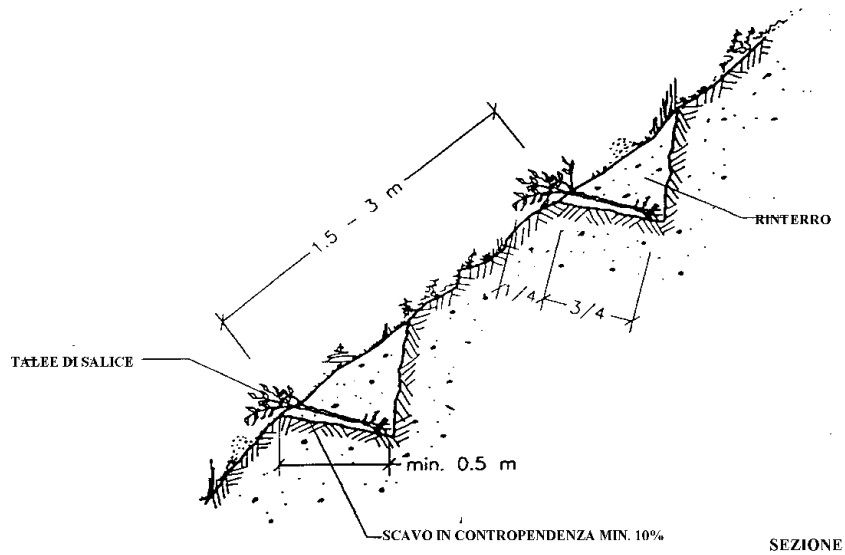 1.5 - 3 m
RINTERRO
1/4
3/4
TALEE DI SALICE
min. 0.5 m
SCAVO IN CONTROPENDENZA MIN. 10%
SEZIONE